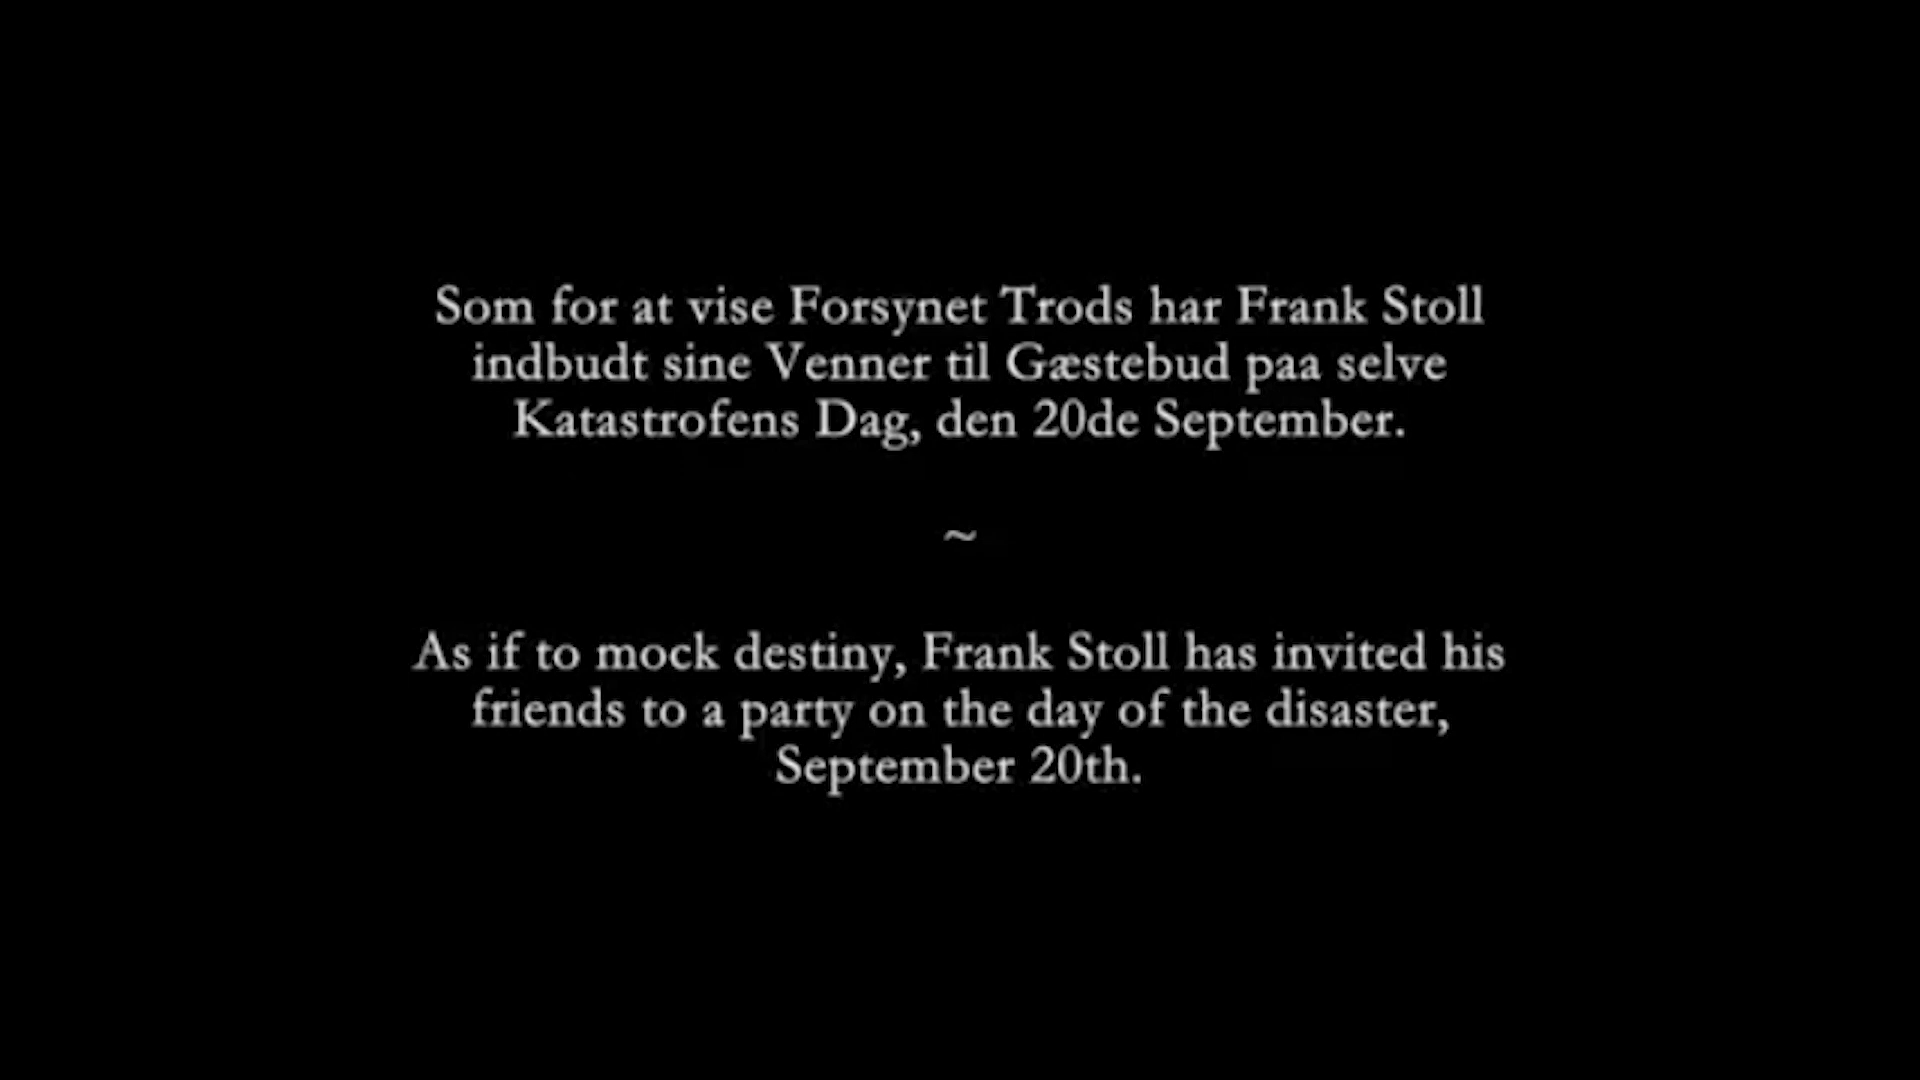 Som for at vise Forsynet Trods har Frank Stoll
indbudt sine Venner til Gæstebud paa selve
Katastrofens Dag, den 20de September.
~
As if to mock destiny, Frank Stoll has invited his
friends to a party on the day of the disaster,
September 20th.